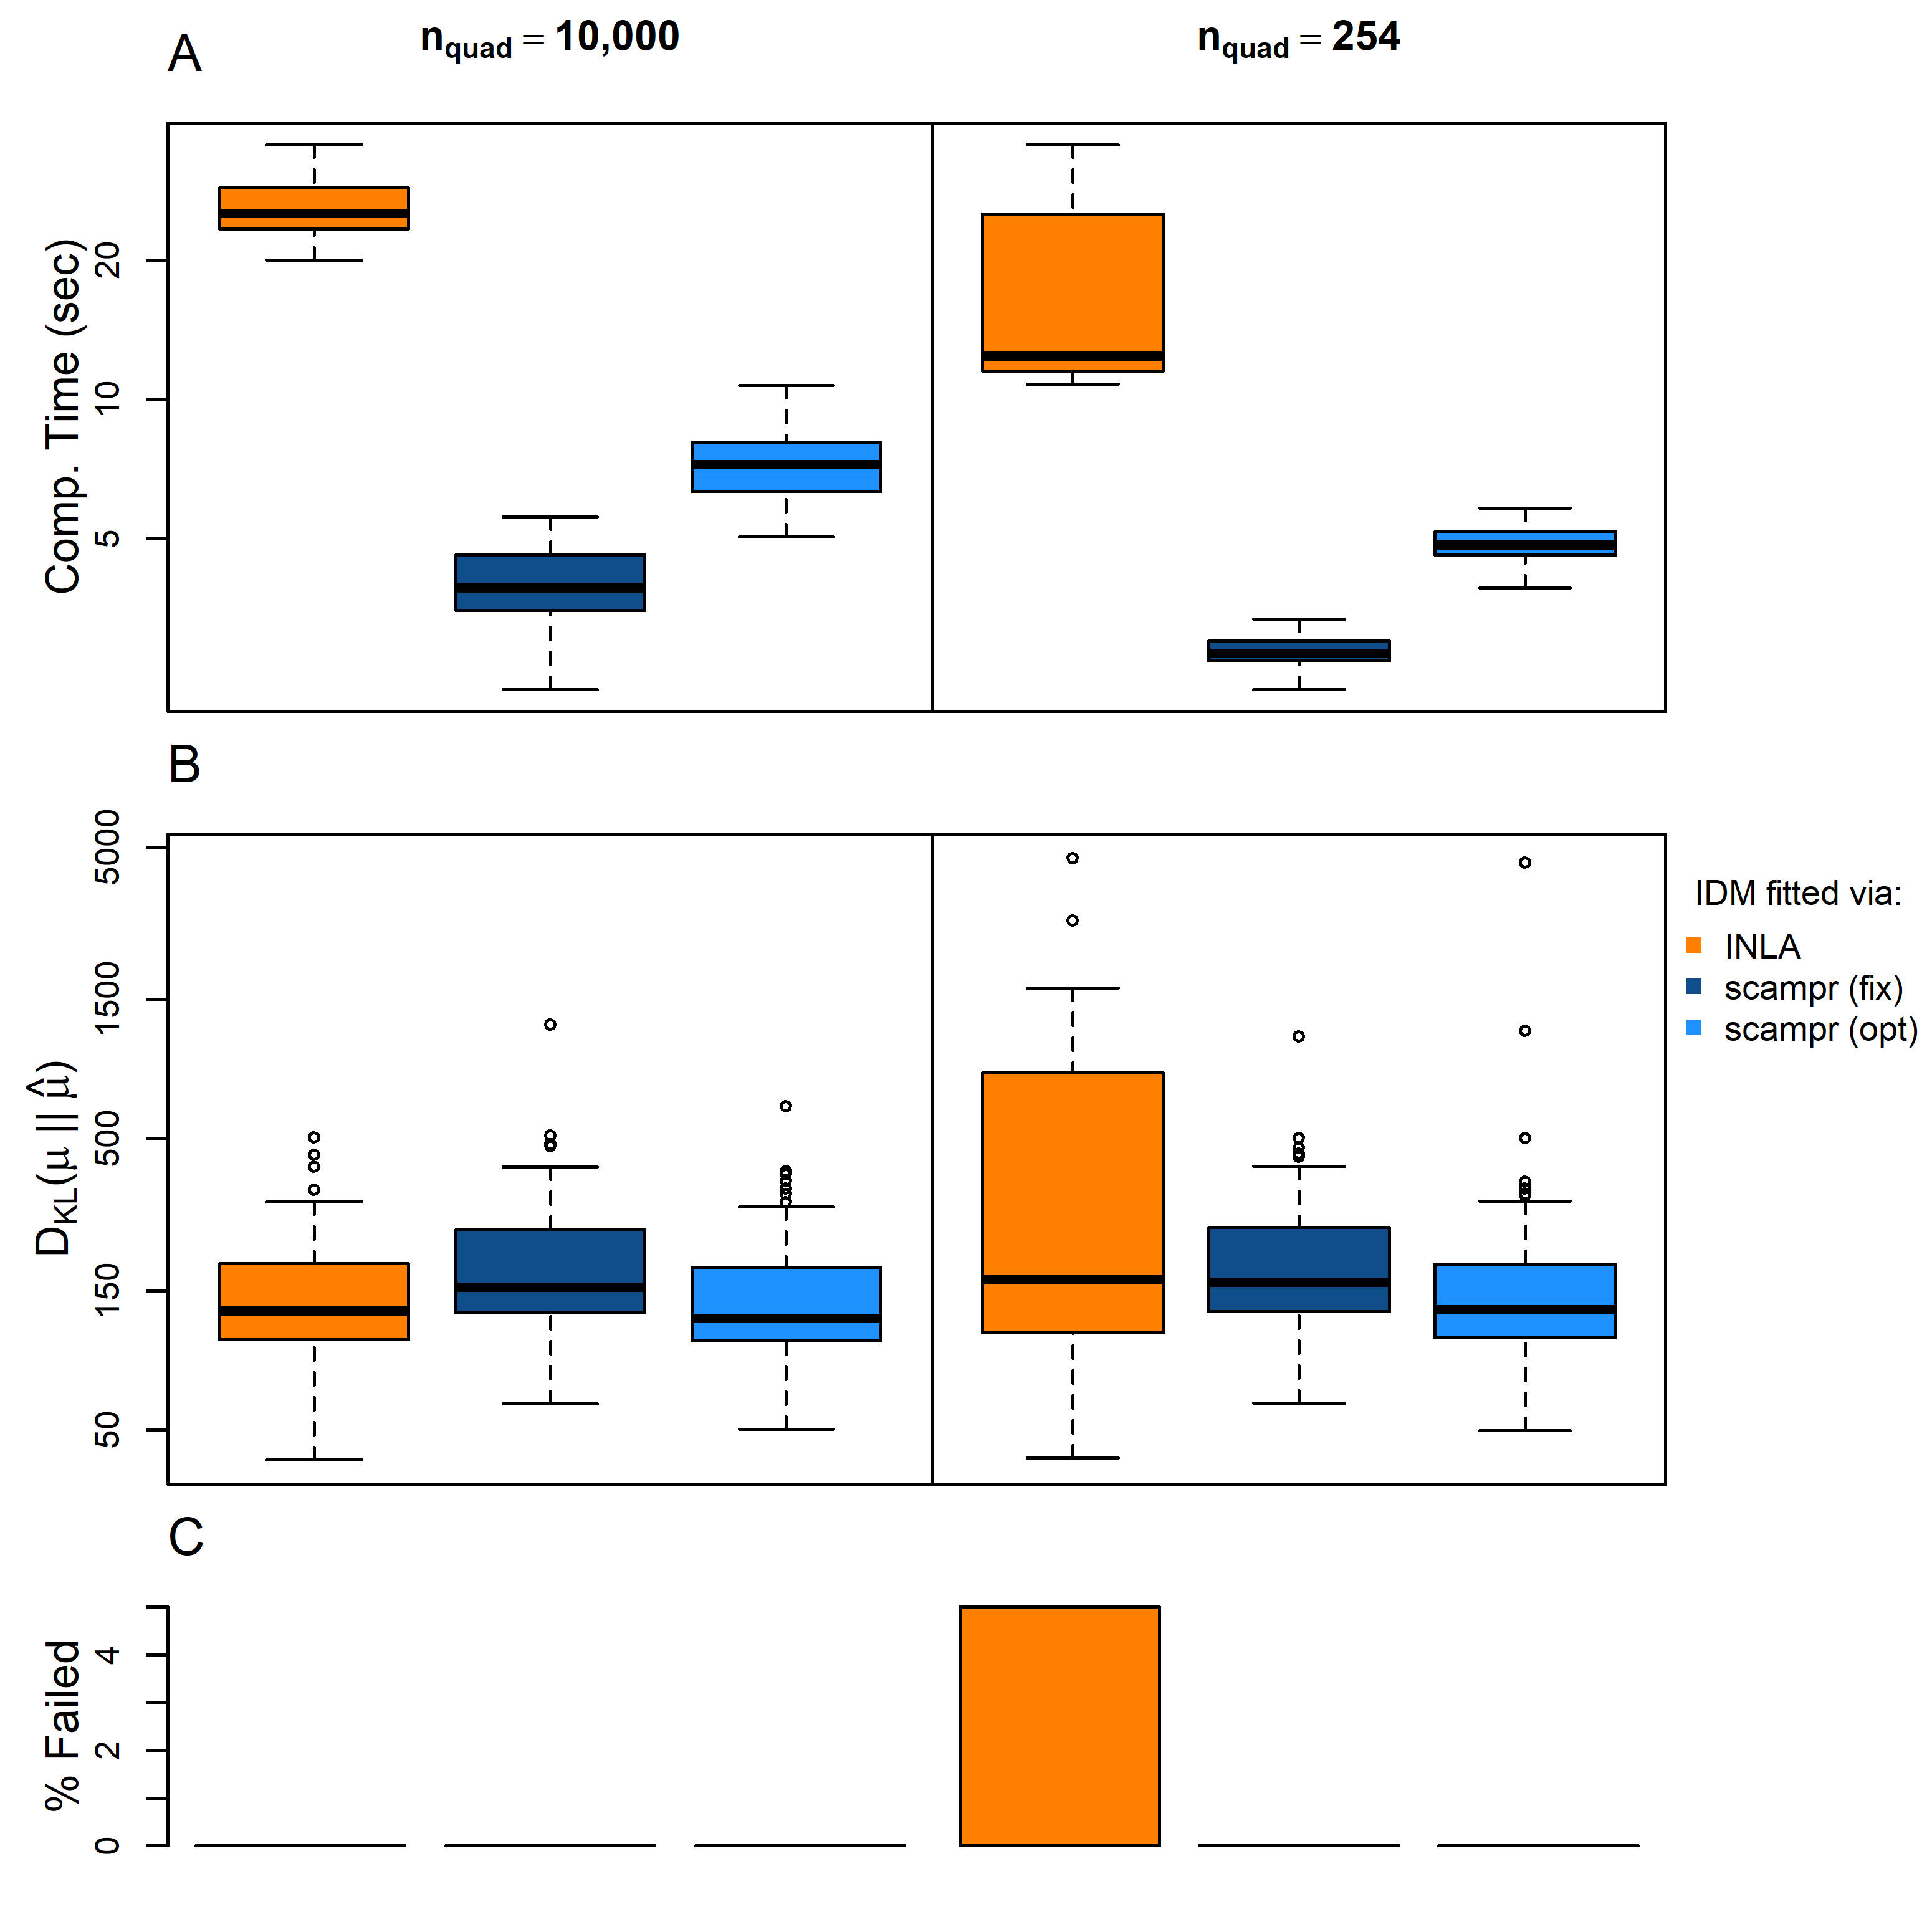 A
n_quad = 10,000
n_quad = 254
Comp. Time (sec)
20
10
5
B
D_KL(μ || μ̂)
5000
1500
500
150
50
IDM fitted via:
INLA
scampr (fix)
scampr (opt)
C
% Failed
4
2
0